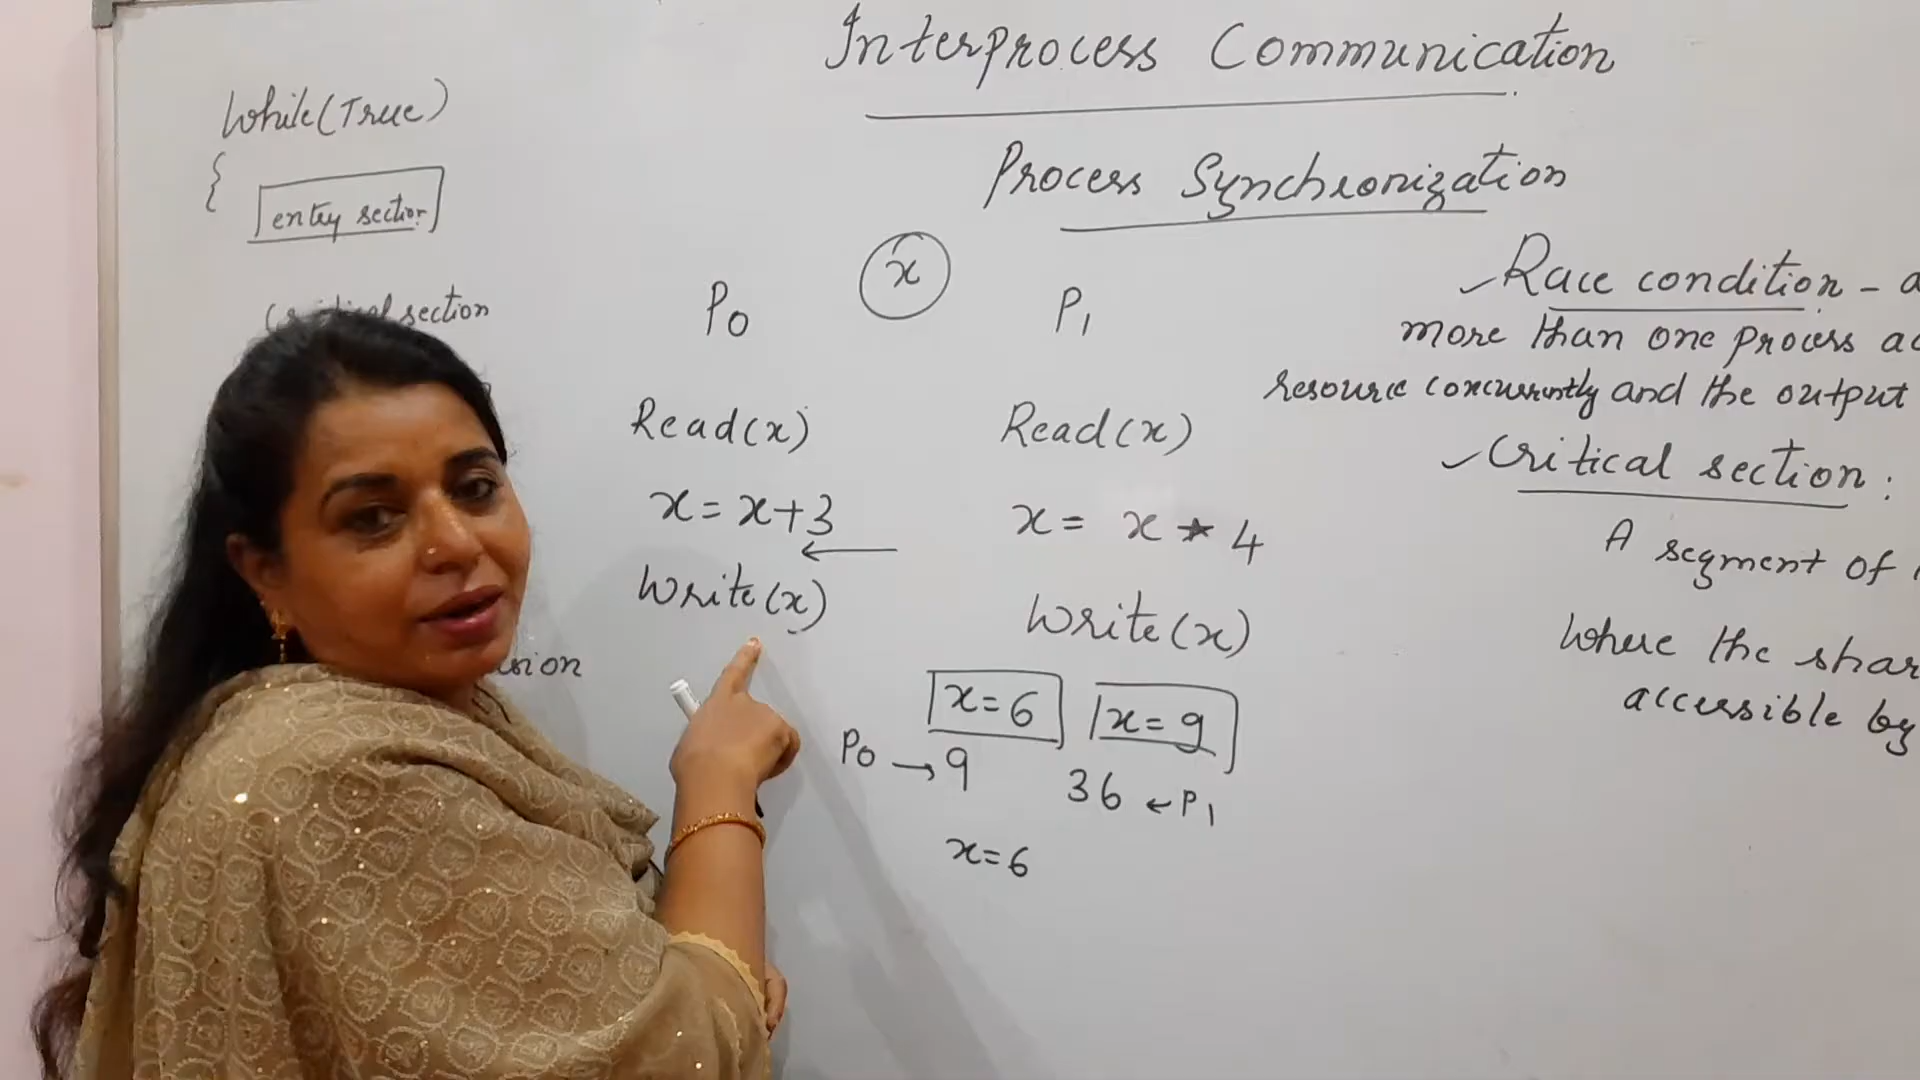 Interprocess Communication
Process Synchronization
While(True)
{
entry section
section
x
P0
P1
Read(x)
x = x+3
Write(x)
Read(x)
x = x * 4
Write(x)
x=6
x=9
P0 → 9
36 ← P1
x=6
Race condition -
more than one process
resource concurrently and the output
Critical section :
A segment of
Where the
accessible by